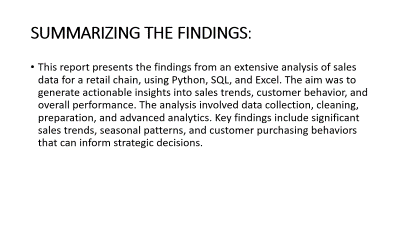 SUMMARIZING THE FINDINGS:
• This report presents the findings from an extensive analysis of sales
data for a retail chain, using Python, SQL, and Excel. The aim was to
generate actionable insights into sales trends, customer behavior, and
overall performance. The analysis involved data collection, cleaning,
preparation, and advanced analytics. Key findings include significant
sales trends, seasonal patterns, and customer purchasing behaviors
that can inform strategic decisions.